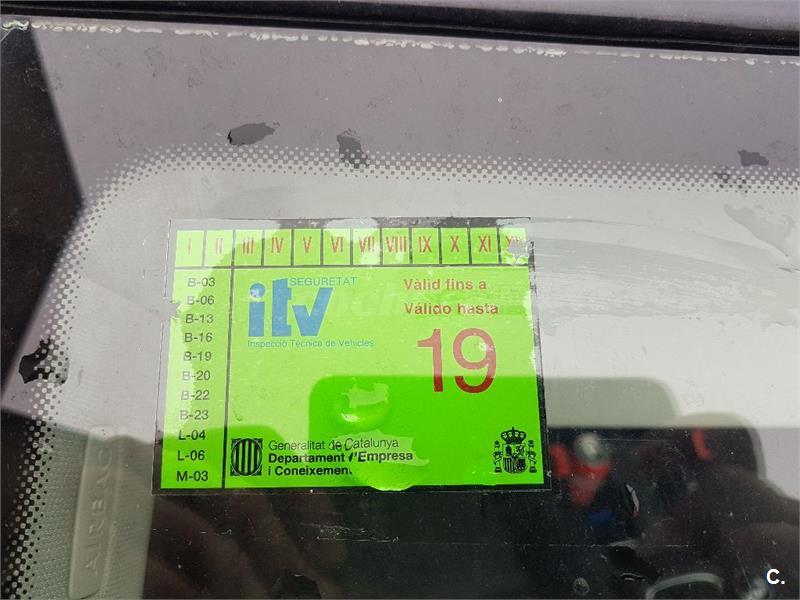 I II III IV V VI VII VIII IX X XI
B-03
B-06
B-13
B-16
B-19
B-20
B-22
B-23
L-04
L-06
M-03
SEGURETAT
itv
Inspecció Tècnica de Vehicles
Vàlid fins a
Válido hasta
19
Generalitat de Catalunya
Departament d'Empresa
i Coneixement
AIRBAG
C.